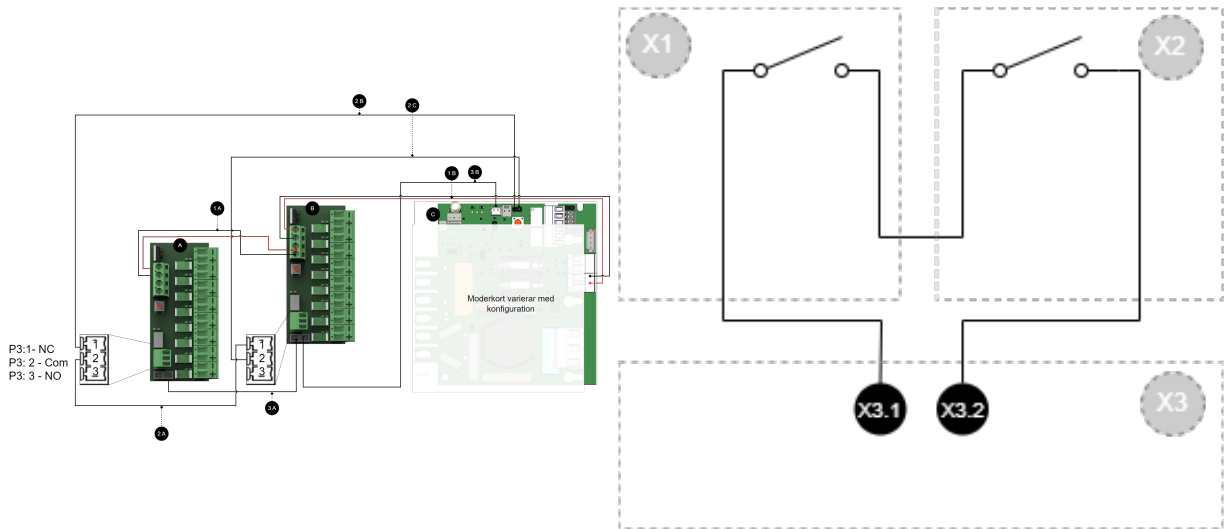 X1
X2
2 B
2 C
1 B
3 B
1 A
B
C
A
Moderkort varierar med
konfiguration
P3:1- NC
P3: 2 - Com
P3: 3 - NO
1
2
3
1
2
3
3 A
2 A
X3.1
X3.2
X3